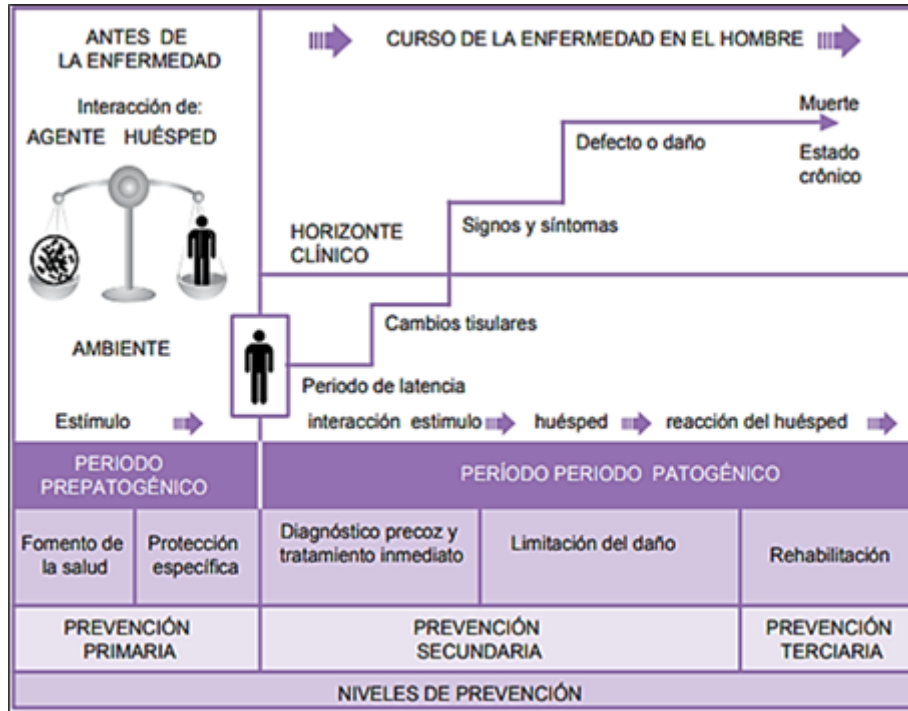 ANTES DE
LA ENFERMEDAD
Interacción de:
AGENTE HUÉSPED
AMBIENTE
Estímulo
CURSO DE LA ENFERMEDAD EN EL HOMBRE
Muerte
Defecto o daño
Estado
crônico
Signos y síntomas
HORIZONTE
CLÍNICO
Cambios tisulares
Periodo de latencia
interacción estimulo huésped reacción del huésped
PERIODO
PREPATOGÉNICO
PERÍODO PERIODO PATOGÉNICO
Fomento de
la salud
Protección
específica
Diagnóstico precoz y
tratamiento inmediato
Limitación del daño
Rehabilitación
PREVENCIÓN
PRIMARIA
PREVENCIÓN
SECUNDARIA
PREVENCIÓN
TERCIARIA
NIVELES DE PREVENCIÓN